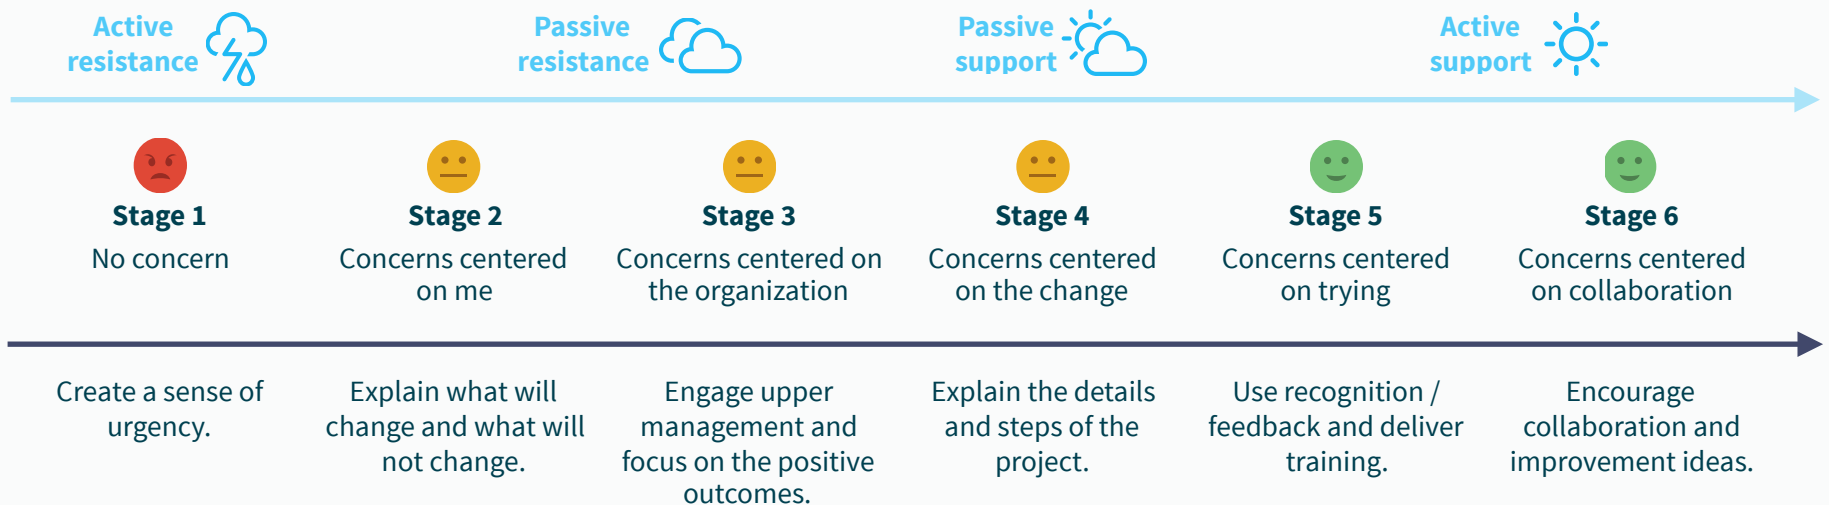 Active
resistance
Passive
resistance
Passive
support
Active
support
Stage 1
No concern
Stage 2
Concerns centered
on me
Stage 3
Concerns centered on
the organization
Stage 4
Concerns centered
on the change
Stage 5
Concerns centered
on trying
Stage 6
Concerns centered
on collaboration
Create a sense of
urgency.
Explain what will
change and what will
not change.
Engage upper
management and
focus on the positive
outcomes.
Explain the details
and steps of the
project.
Use recognition /
feedback and deliver
training.
Encourage
collaboration and
improvement ideas.